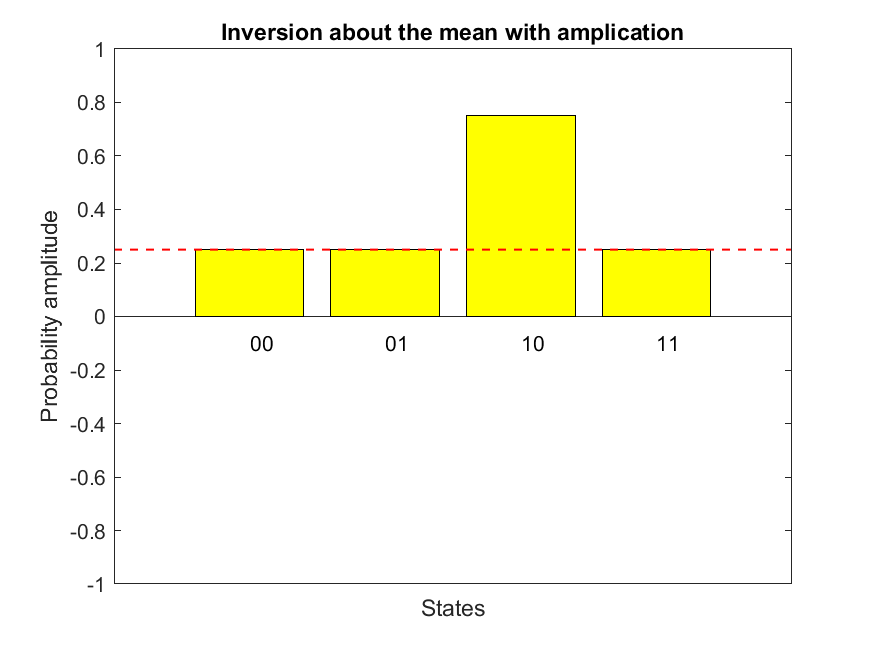 Inversion about the mean with amplication
1
0.8
0.6
0.4
0.2
0
-0.2
-0.4
-0.6
-0.8
-1
Probability amplitude
00 01 10 11
States